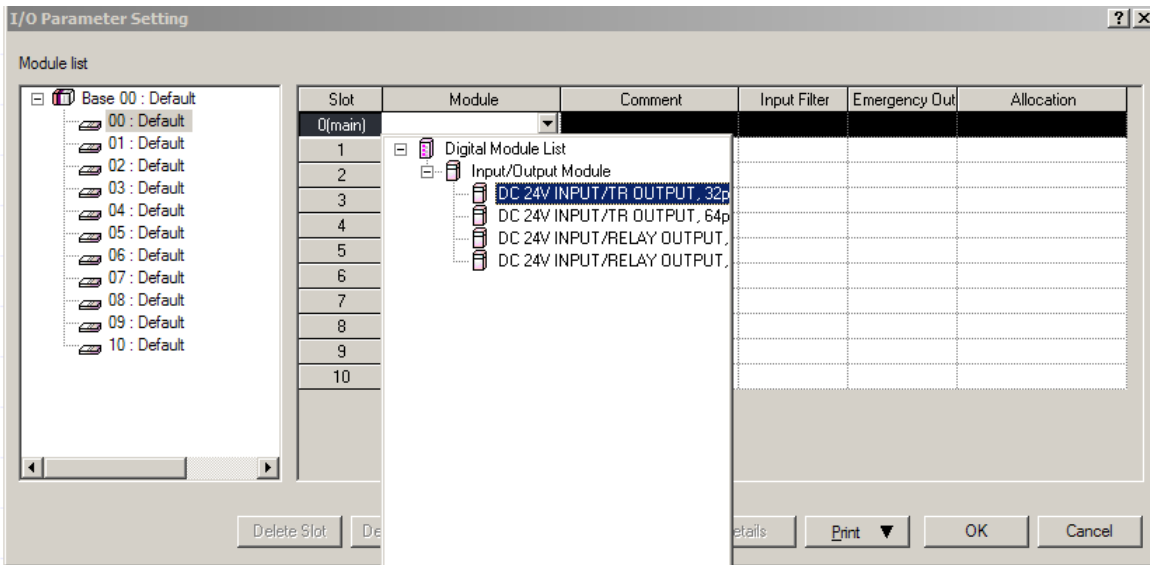 I/O Parameter Setting
Module list
Base 00 : Default
00 : Default
01 : Default
02 : Default
03 : Default
04 : Default
05 : Default
06 : Default
07 : Default
08 : Default
09 : Default
10 : Default
Slot Module Comment Input Filter Emergency Out Allocation
0(main)
1
2
3
4
5
6
7
8
9
10
Digital Module List
Input/Output Module
DC 24V INPUT/TR OUTPUT, 32p
DC 24V INPUT/TR OUTPUT, 64p
DC 24V INPUT/RELAY OUTPUT,
DC 24V INPUT/RELAY OUTPUT,
Delete Slot De etails Print ▼ OK Cancel